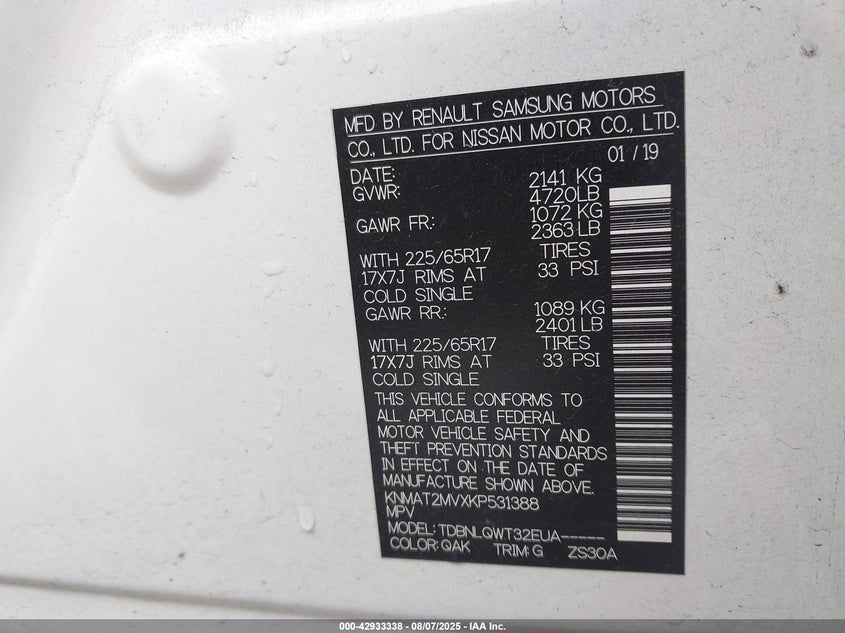 MFD BY RENAULT SAMSUNG MOTORS
CO., LTD. FOR NISSAN MOTOR CO., LTD.
DATE: 01 / 19
GVWR: 2141 KG
4720LB
GAWR FR.: 1072 KG
2363 LB
WITH 225/65R17 TIRES
17X7J RIMS AT 33 PSI
COLD SINGLE
GAWR RR.: 1089 KG
2401 LB
WITH 225/65R17 TIRES
17X7J RIMS AT 33 PSI
COLD SINGLE
THIS VEHICLE CONFORMS TO
ALL APPLICABLE FEDERAL
MOTOR VEHICLE SAFETY AND
THEFT PREVENTION STANDARDS
IN EFFECT ON THE DATE OF
MANUFACTURE SHOWN ABOVE.
KNMAT2MVXKP531388
MPV
MODEL: TDBNLQWT32EUA-----
COLOR: QAK TRIM: G ZS30A
000-42933338 - 08/07/2025 - IAA Inc.